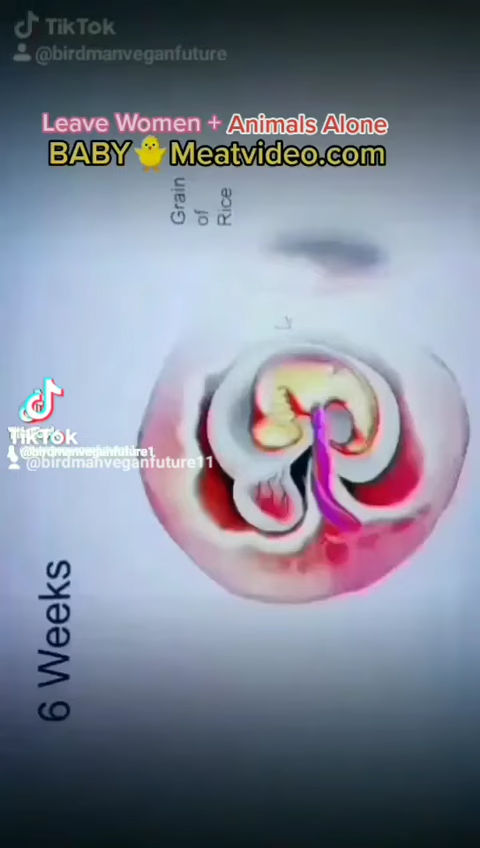 TikTok
@birdmanveganfuture
Leave Women + Animals Alone
BABY🐥Meatvideo.com
Grain
of
Rice
TikTok
@birdmanveganfuture11
6 Weeks